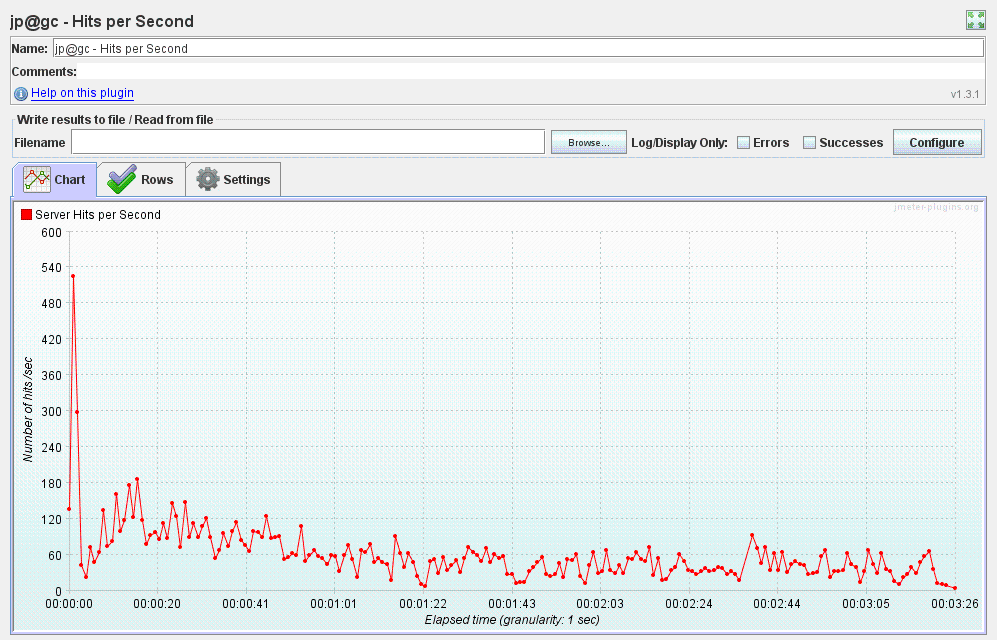 jp@gc - Hits per Second
Name: jp@gc - Hits per Second
Comments:
Help on this plugin
v1.3.1
Write results to file / Read from file
Filename Browse... Log/Display Only: Errors Successes Configure
Chart Rows Settings
Server Hits per Second
jmeter-plugins.org
600
540
480
420
360
300
240
180
120
60
0
Number of hits /sec
00:00:00 00:00:20 00:00:41 00:01:01 00:01:22 00:01:43 00:02:03 00:02:24 00:02:44 00:03:05 00:03:26
Elapsed time (granularity: 1 sec)